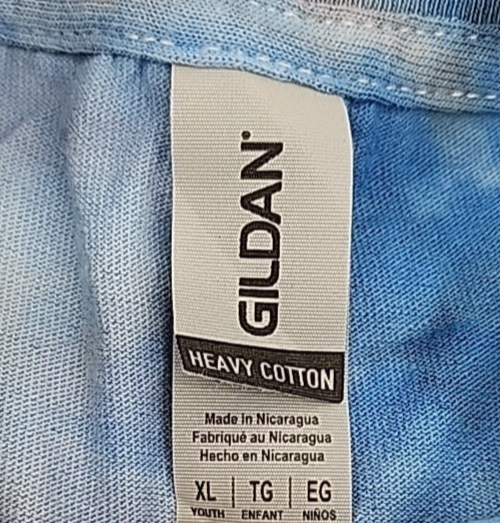 GILDAN
HEAVY COTTON
Made in Nicaragua
Fabriqué au Nicaragua
Hecho en Nicaragua
XL | TG | EG
YOUTH ENFANT NIÑOS